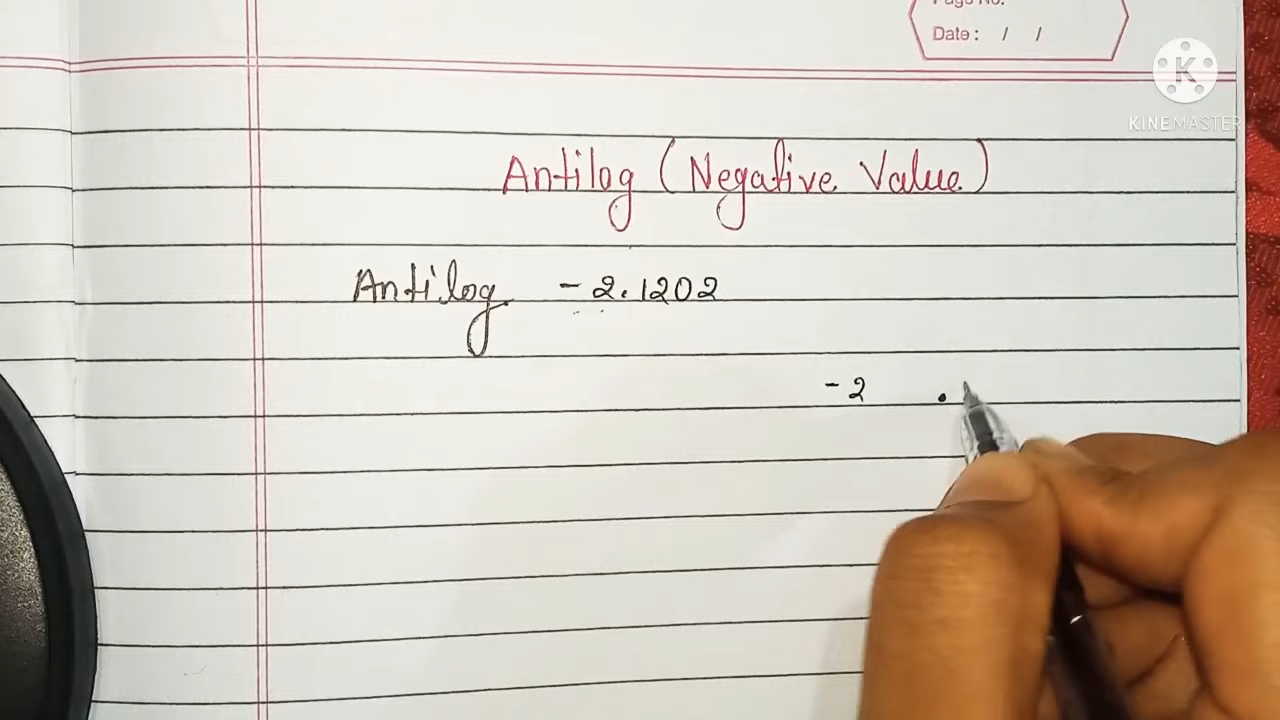 Date : / /
KINEMASTER
Antilog (Negative Value)
Antilog -2.1202
-2 .